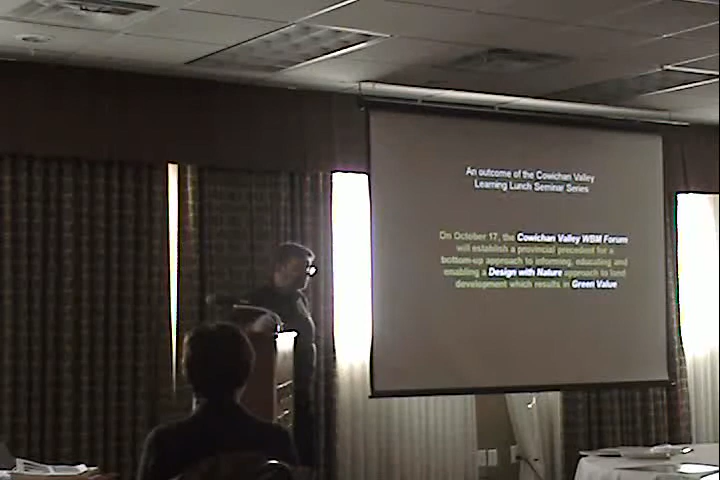 An outcome of the Cowichan Valley
Learning Lunch Seminar Series
On October 17, the Cowichan Valley WBM Forum
will establish a provincial precedent for a
bottom-up approach to informing, educating and
enabling a Design with Nature approach to land
development which results in Green Value